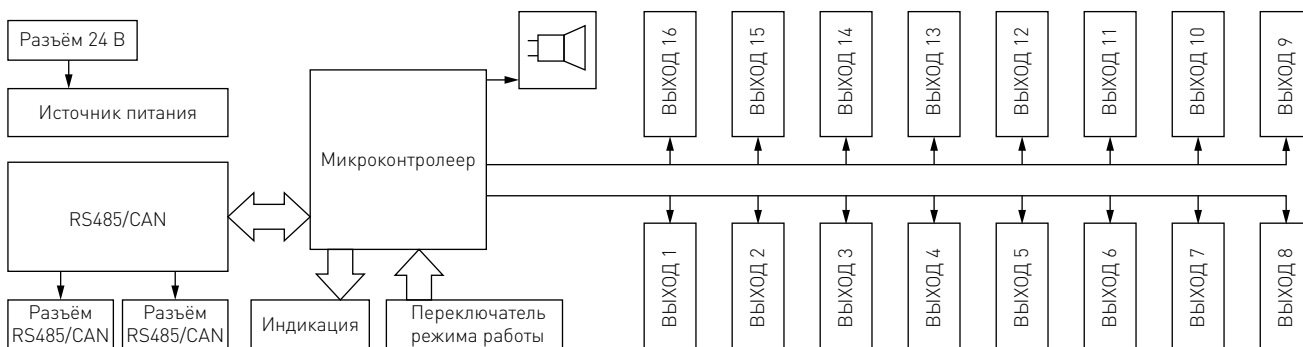 Разъём 24 В
Источник питания
RS485/CAN
Разъём
RS485/CAN
Разъём
RS485/CAN
Микроконтролеер
Индикация
Переключатель
режима работы
ВЫХОД 16
ВЫХОД 15
ВЫХОД 14
ВЫХОД 13
ВЫХОД 12
ВЫХОД 11
ВЫХОД 10
ВЫХОД 9
ВЫХОД 1
ВЫХОД 2
ВЫХОД 3
ВЫХОД 4
ВЫХОД 5
ВЫХОД 6
ВЫХОД 7
ВЫХОД 8